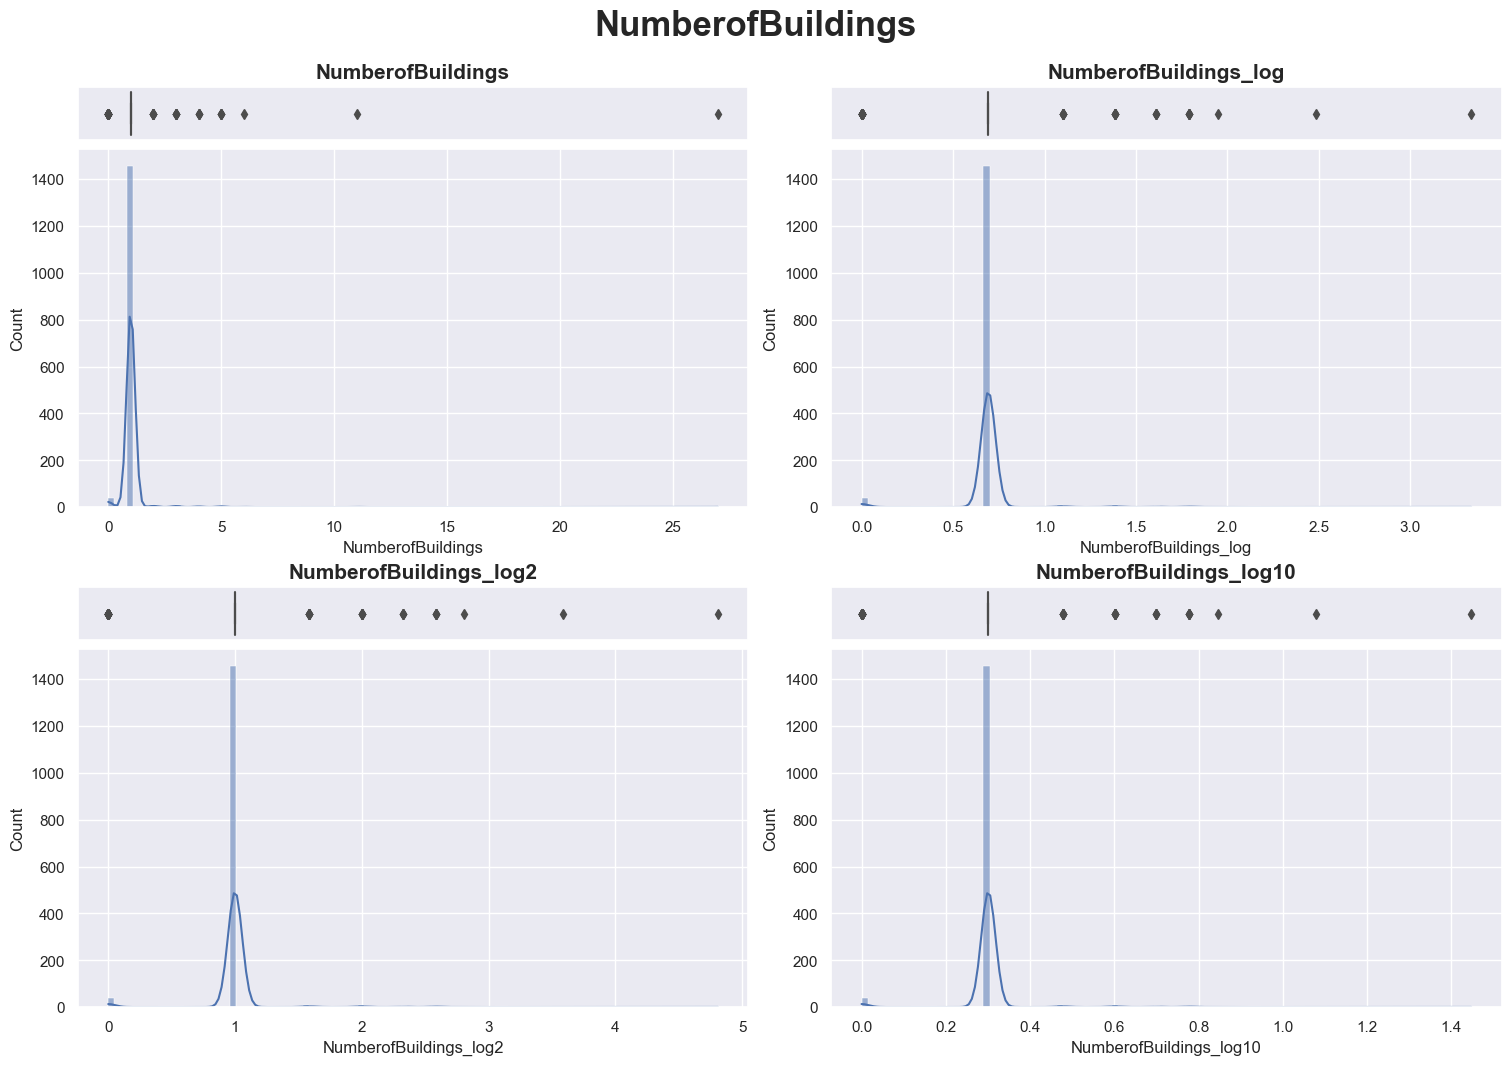 NumberofBuildings
NumberofBuildings
1400
1200
1000
800
600
400
200
0
Count
0 5 10 15 20 25
NumberofBuildings
NumberofBuildings_log
1400
1200
1000
800
600
400
200
0
Count
0.0 0.5 1.0 1.5 2.0 2.5 3.0
NumberofBuildings_log
NumberofBuildings_log2
1400
1200
1000
800
600
400
200
0
Count
0 1 2 3 4 5
NumberofBuildings_log2
NumberofBuildings_log10
1400
1200
1000
800
600
400
200
0
Count
0.0 0.2 0.4 0.6 0.8 1.0 1.2 1.4
NumberofBuildings_log10